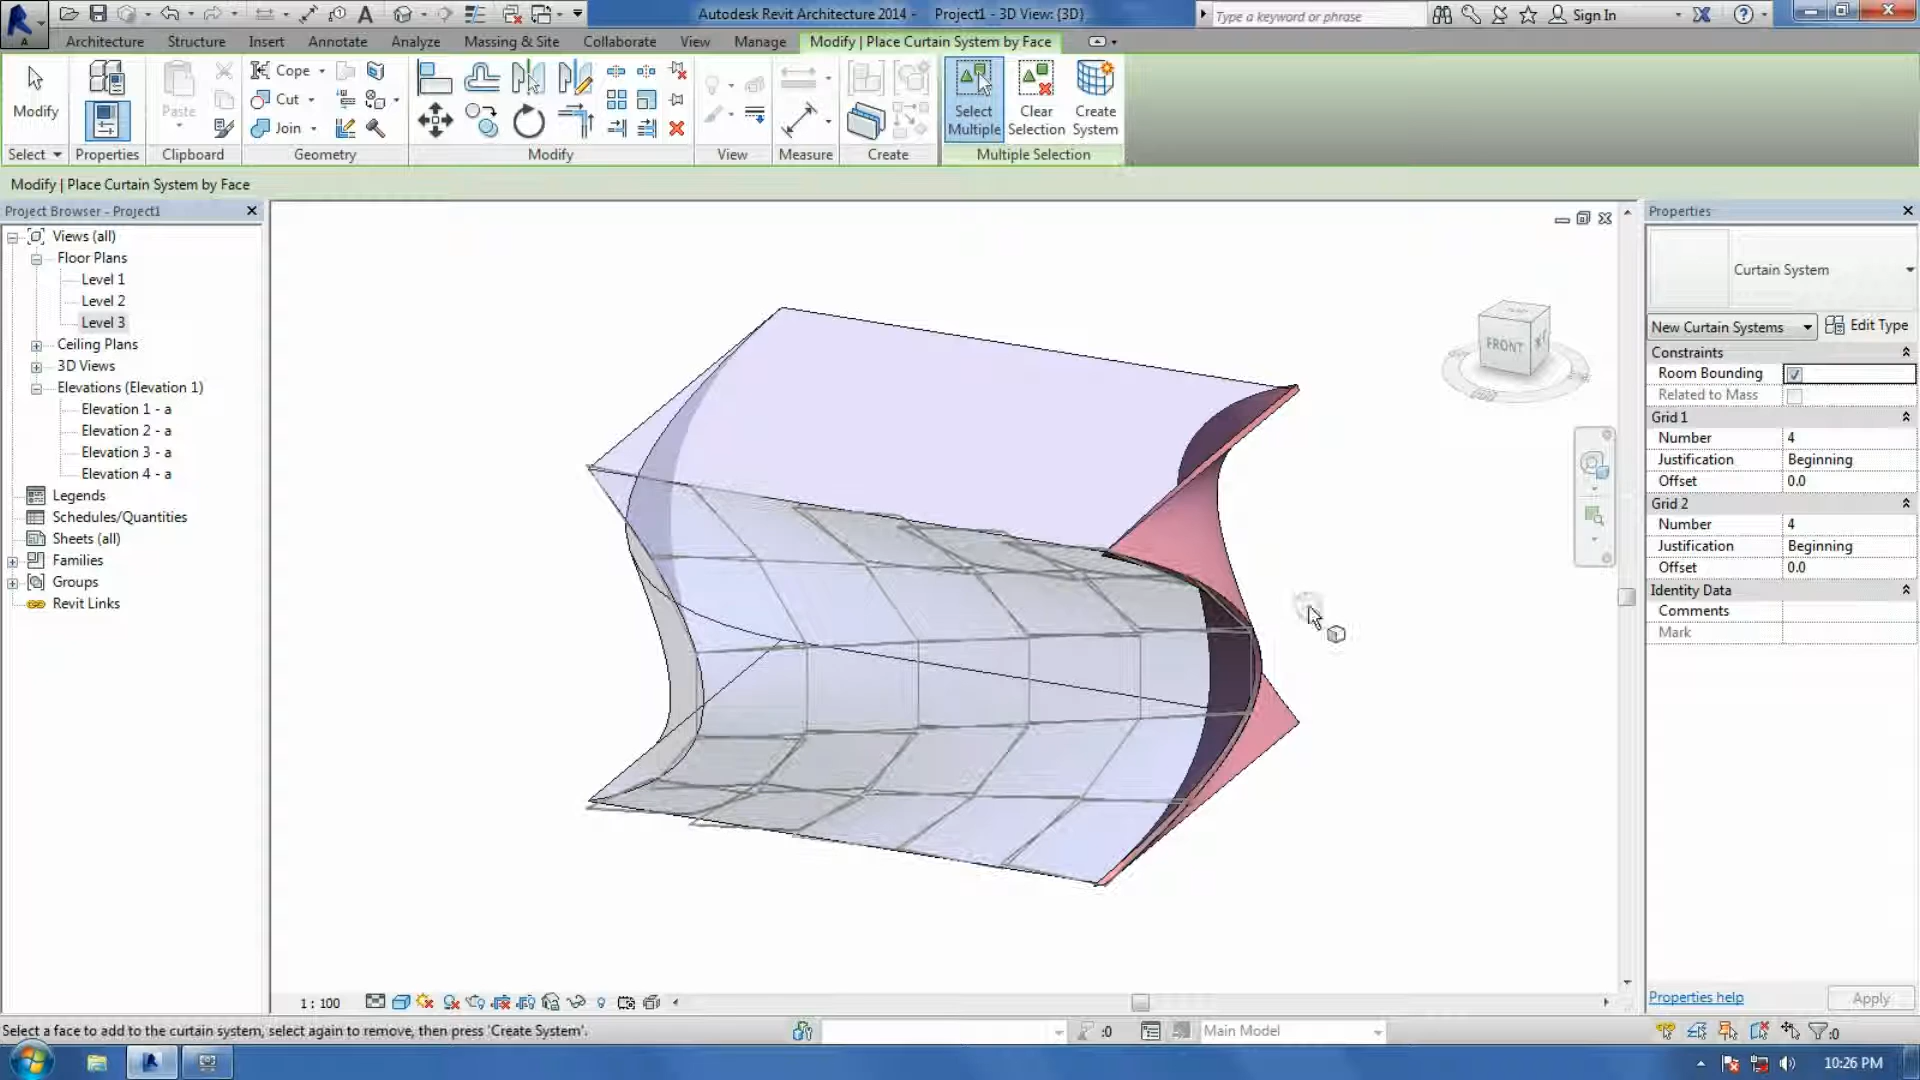 Autodesk Revit Architecture 2014 - Project1 - 3D View: {3D}
Type a keyword or phrase
Sign In
Architecture Structure Insert Annotate Analyze Massing & Site Collaborate View Manage Modify | Place Curtain System by Face
Modify
Paste
Cope
Cut
Join
Select Multiple
Clear Selection
Create System
Select Properties Clipboard Geometry Modify View Measure Create Multiple Selection
Modify | Place Curtain System by Face
Project Browser - Project1
Views (all)
Floor Plans
Level 1
Level 2
Level 3
Ceiling Plans
3D Views
Elevations (Elevation 1)
Elevation 1 - a
Elevation 2 - a
Elevation 3 - a
Elevation 4 - a
Legends
Schedules/Quantities
Sheets (all)
Families
Groups
Revit Links
FRONT
Properties
Curtain System
New Curtain Systems Edit Type
Constraints
Room Bounding
Related to Mass
Grid 1
Number 4
Justification Beginning
Offset 0.0
Grid 2
Number 4
Justification Beginning
Offset 0.0
Identity Data
Comments
Mark
Properties help Apply
1 : 100
Select a face to add to the curtain system, select again to remove, then press 'Create System'.
:0
Main Model
:0
10:26 PM